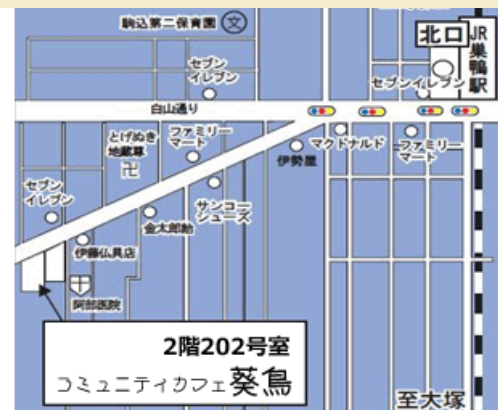 駒込第二保育園
文
北口
JR
巣鴨
駅
セブン
イレブン
セブンイレブン
白山通り
とげぬき
地蔵尊
卍
ファミリー
マート
伊勢屋
マクドナルド
ファミリー
マート
セブン
イレブン
サンコー
シューズ
金太郎飴
伊藤仏具店
阿部医院
2階202号室
コミュニティカフェ葵鳥
至大塚